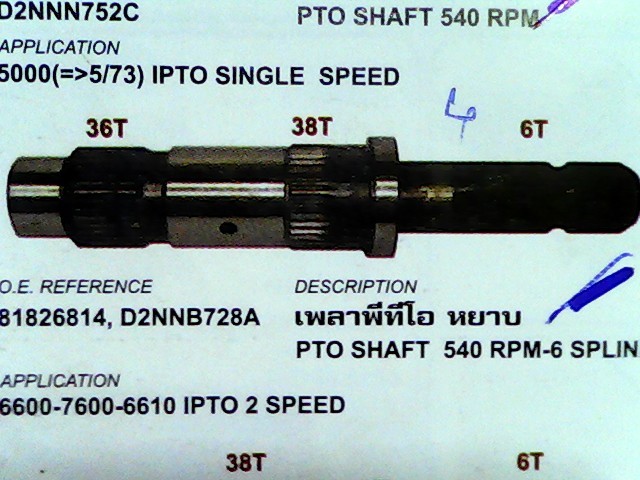 D2NNN752C
PTO SHAFT 540 RPM
APPLICATION
5000(=>5/73) IPTO SINGLE SPEED
36T 38T 6T
O.E. REFERENCE
DESCRIPTION
81826814, D2NNB728A
เพลาพีทีโอ หยาบ
PTO SHAFT 540 RPM-6 SPLIN
APPLICATION
6600-7600-6610 IPTO 2 SPEED
38T 6T